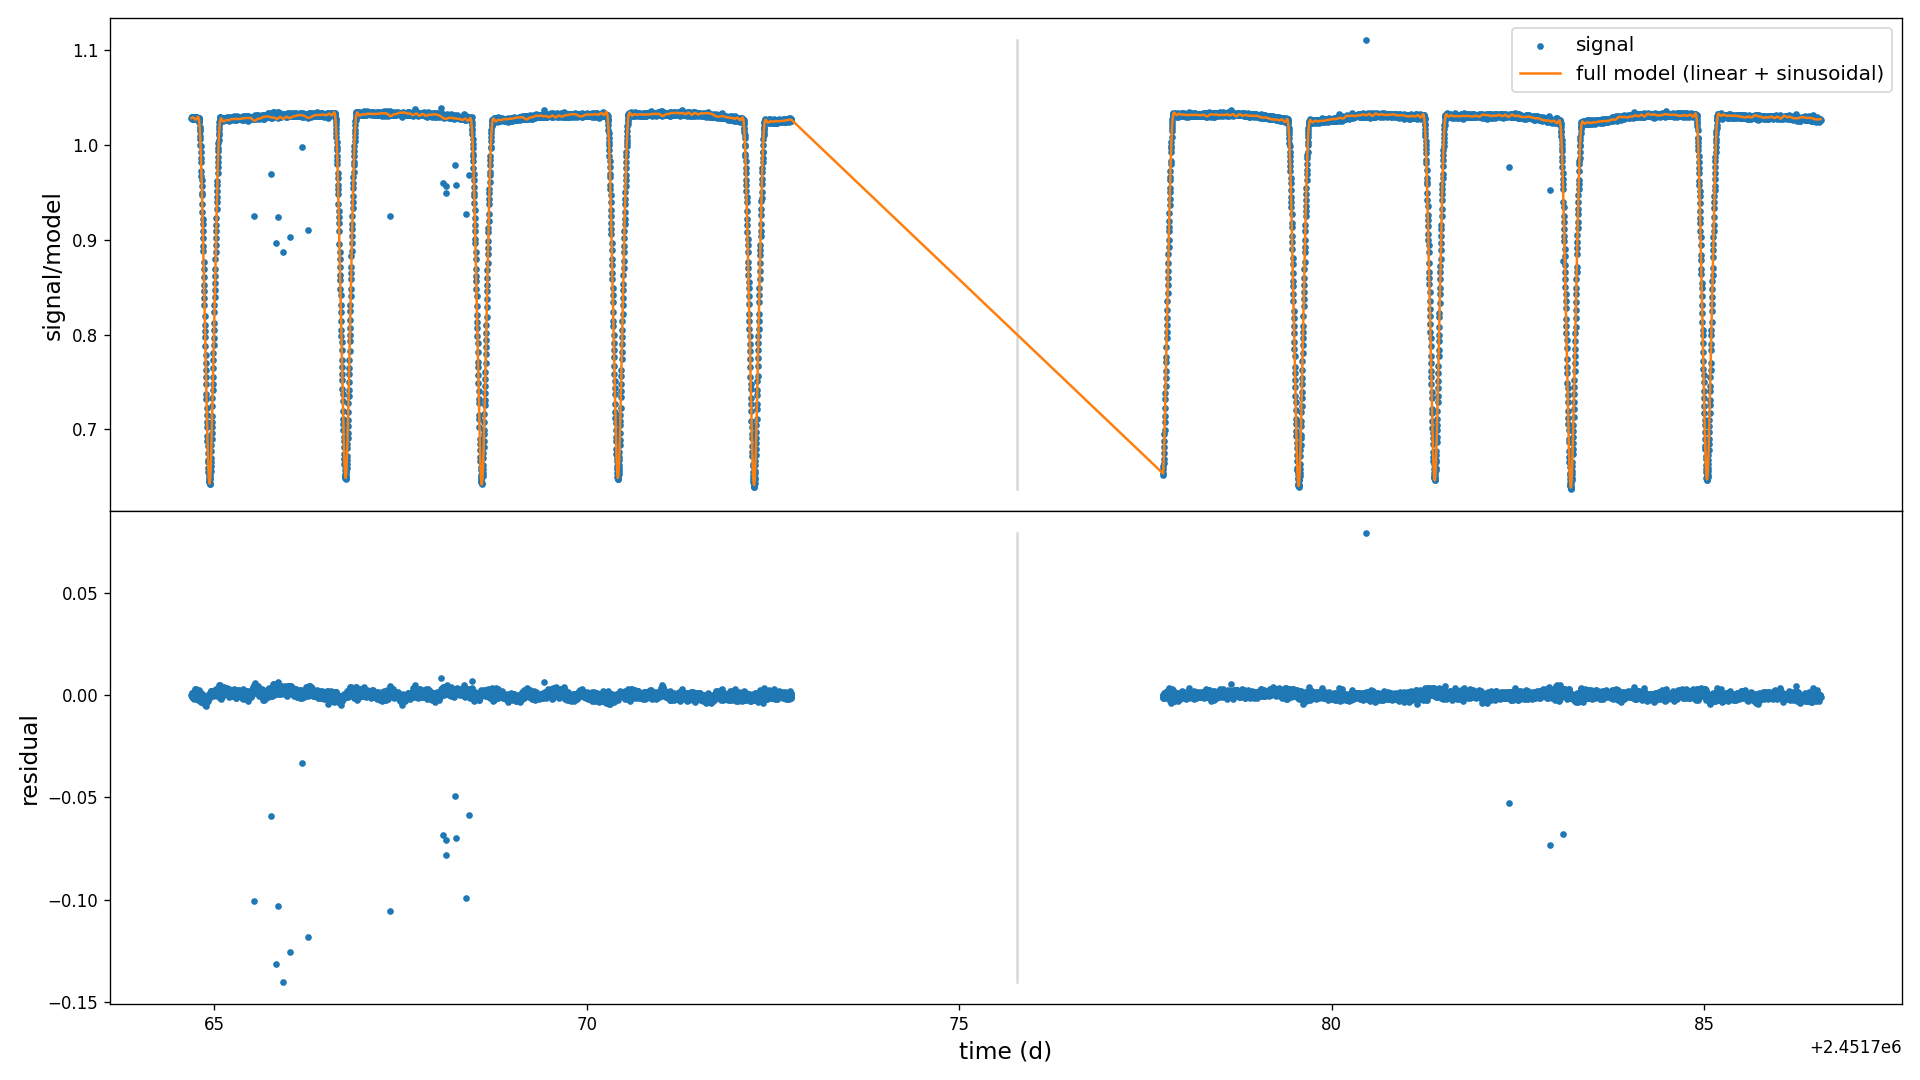 signal/model
1.1
1.0
0.9
0.8
0.7
signal
full model (linear + sinusoidal)
residual
0.05
0.00
−0.05
−0.10
−0.15
65
70
75
80
85
time (d)
+2.4517e6